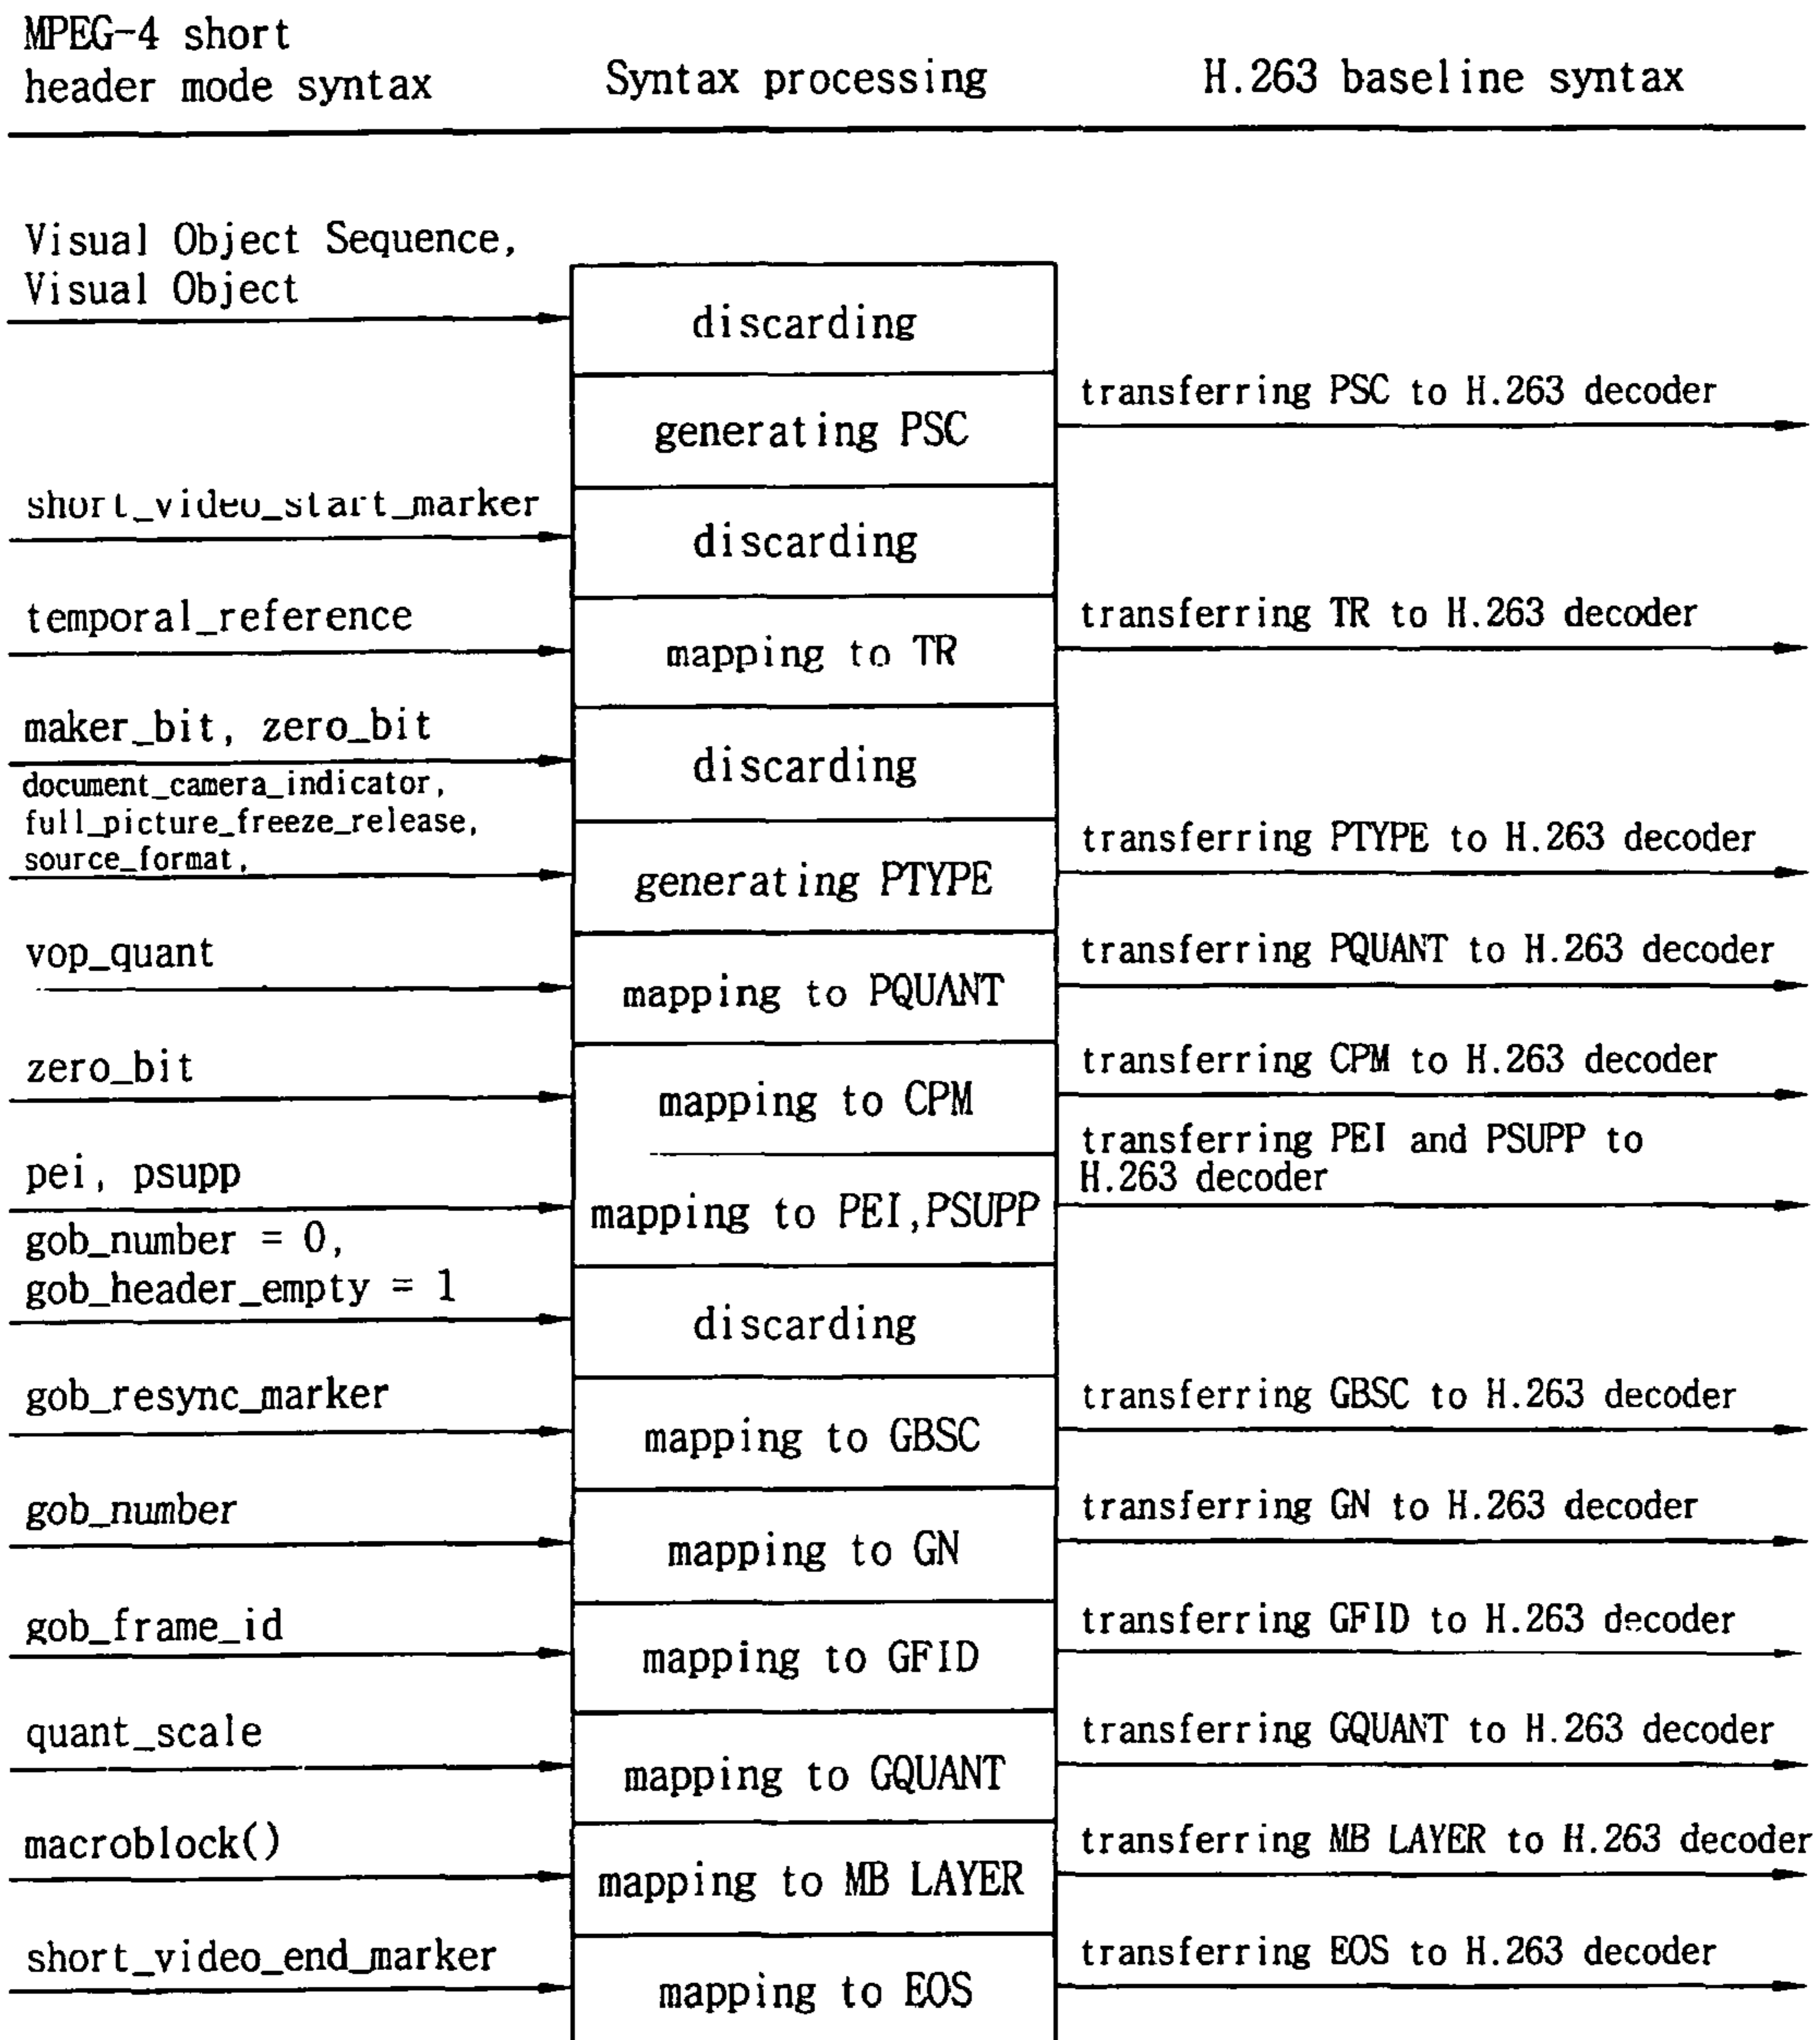 MPEG-4 short
header mode syntax
Syntax processing
H.263 baseline syntax
Visual Object Sequence,
Visual Object
discarding
generating PSC
transferring PSC to H.263 decoder
short_video_start_marker
discarding
temporal_reference
mapping to TR
transferring TR to H.263 decoder
maker_bit, zero_bit
discarding
document_camera_indicator,
full_picture_freeze_release,
source_format,
generating PTYPE
transferring PTYPE to H.263 decoder
vop_quant
mapping to PQUANT
transferring PQUANT to H.263 decoder
zero_bit
mapping to CPM
transferring CPM to H.263 decoder
pei, psupp
mapping to PEI,PSUPP
transferring PEI and PSUPP to
H.263 decoder
gob_number = 0,
gob_header_empty = 1
discarding
gob_resync_marker
mapping to GBSC
transferring GBSC to H.263 decoder
gob_number
mapping to GN
transferring GN to H.263 decoder
gob_frame_id
mapping to GFID
transferring GFID to H.263 decoder
quant_scale
mapping to GQUANT
transferring GQUANT to H.263 decoder
macroblock()
mapping to MB LAYER
transferring MB LAYER to H.263 decoder
short_video_end_marker
mapping to EOS
transferring EOS to H.263 decoder